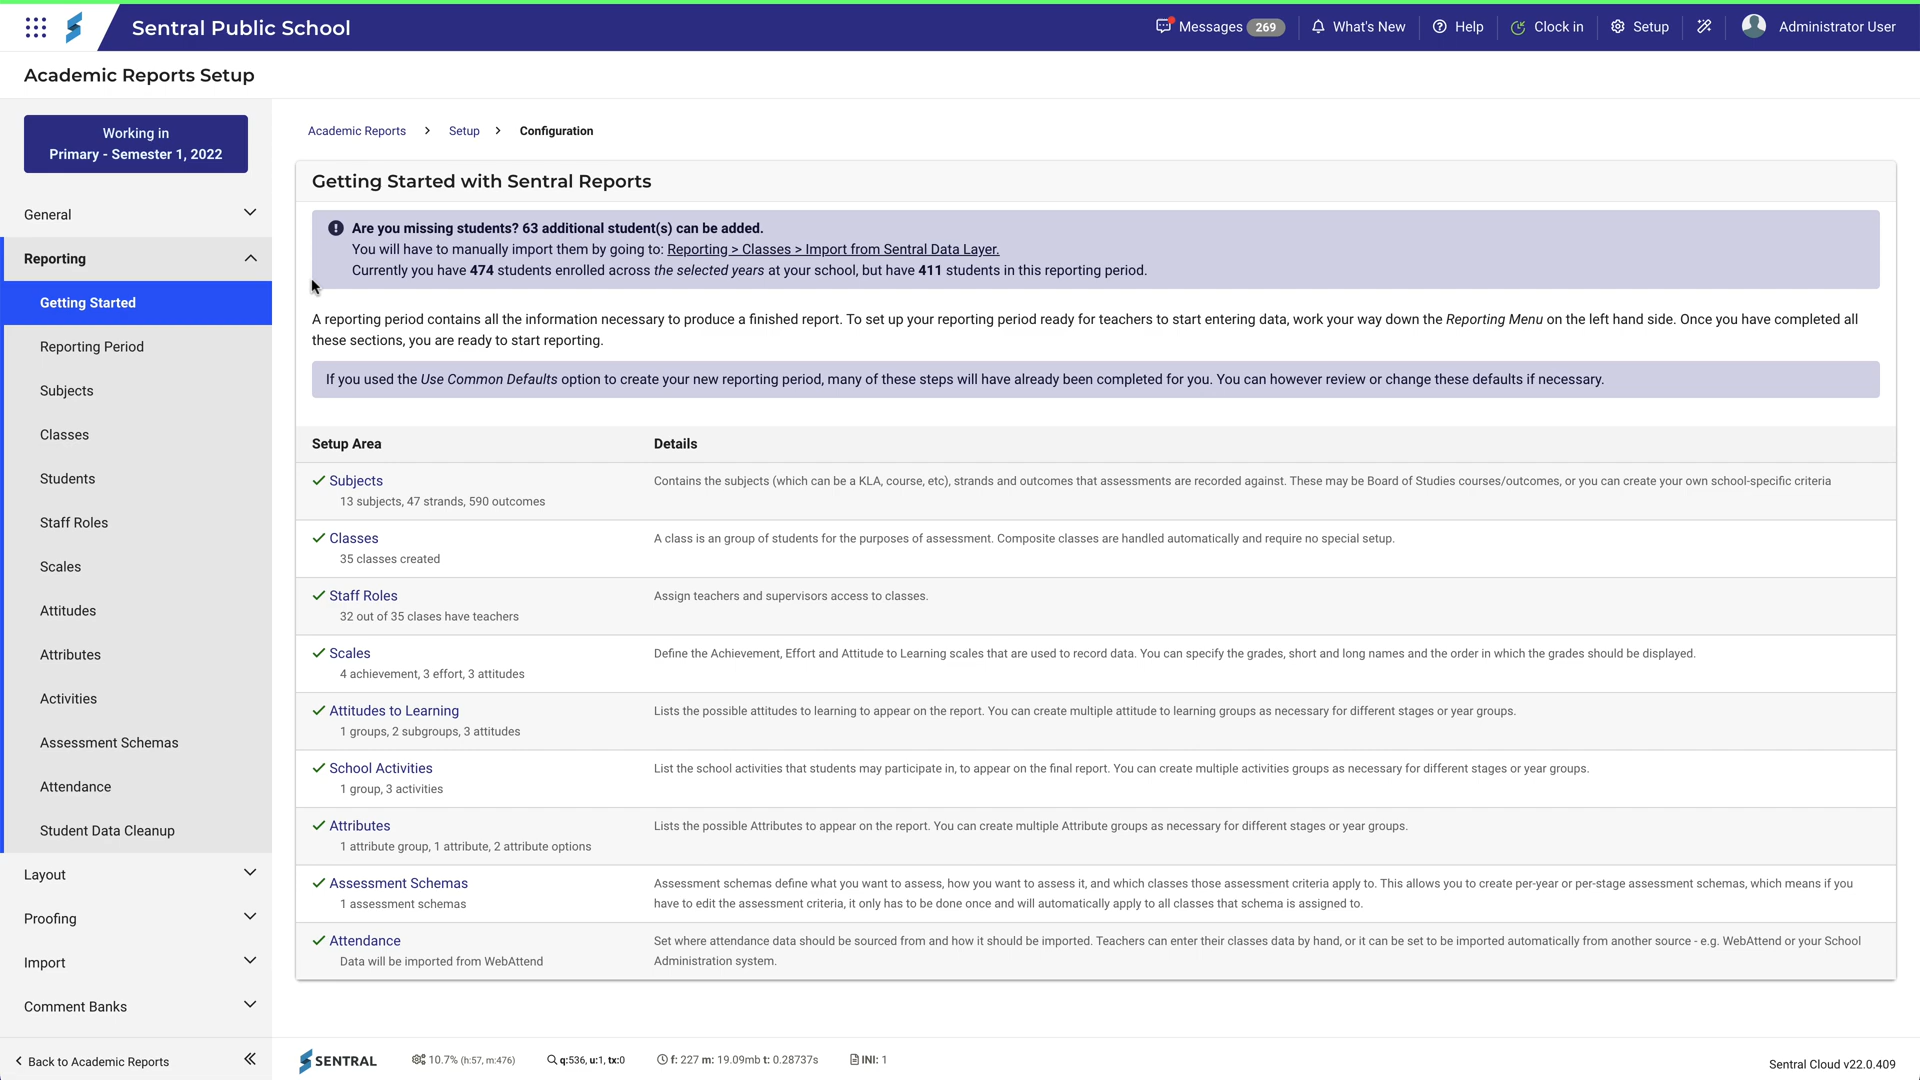 Sentral Public School
Messages 269
What's New
Help
Clock in
Setup
Administrator User
Academic Reports Setup
Working in
Primary - Semester 1, 2022
General
Reporting
Getting Started
Reporting Period
Subjects
Classes
Students
Staff Roles
Scales
Attitudes
Attributes
Activities
Assessment Schemas
Attendance
Student Data Cleanup
Layout
Proofing
Import
Comment Banks
Back to Academic Reports
Academic Reports > Setup > Configuration
Getting Started with Sentral Reports
Are you missing students? 63 additional student(s) can be added.
You will have to manually import them by going to: Reporting > Classes > Import from Sentral Data Layer.
Currently you have 474 students enrolled across the selected years at your school, but have 411 students in this reporting period.
A reporting period contains all the information necessary to produce a finished report. To set up your reporting period ready for teachers to start entering data, work your way down the Reporting Menu on the left hand side. Once you have completed all
these sections, you are ready to start reporting.
If you used the Use Common Defaults option to create your new reporting period, many of these steps will have already been completed for you. You can however review or change these defaults if necessary.
Setup Area
Details
Subjects
13 subjects, 47 strands, 590 outcomes
Contains the subjects (which can be a KLA, course, etc), strands and outcomes that assessments are recorded against. These may be Board of Studies courses/outcomes, or you can create your own school-specific criteria
Classes
35 classes created
A class is an group of students for the purposes of assessment. Composite classes are handled automatically and require no special setup.
Staff Roles
32 out of 35 clases have teachers
Assign teachers and supervisors access to classes.
Scales
4 achievement, 3 effort, 3 attitudes
Define the Achievement, Effort and Attitude to Learning scales that are used to record data. You can specify the grades, short and long names and the order in which the grades should be displayed.
Attitudes to Learning
1 groups, 2 subgroups, 3 attitudes
Lists the possible attitudes to learning to appear on the report. You can create multiple attitude to learning groups as necessary for different stages or year groups.
School Activities
1 group, 3 activities
List the school activities that students may participate in, to appear on the final report. You can create multiple activities groups as necessary for different stages or year groups.
Attributes
1 attribute group, 1 attribute, 2 attribute options
Lists the possible Attributes to appear on the report. You can create multiple Attribute groups as necessary for different stages or year groups.
Assessment Schemas
1 assessment schemas
Assessment schemas define what you want to assess, how you want to assess it, and which classes those assessment criteria apply to. This allows you to create per-year or per-stage assessment schemas, which means if you
have to edit the assessment criteria, it only has to be done once and will automatically apply to all classes that schema is assigned to.
Attendance
Data will be imported from WebAttend
Set where attendance data should be sourced from and how it should be imported. Teachers can enter their classes data by hand, or it can be set to be imported automatically from another source - e.g. WebAttend or your School
Administration system.
SENTRAL
10.7% (h:57, m:476)
q:536, u:1, tx:0
f: 227 m: 19.09mb t: 0.28737s
INI: 1
Sentral Cloud v22.0.409